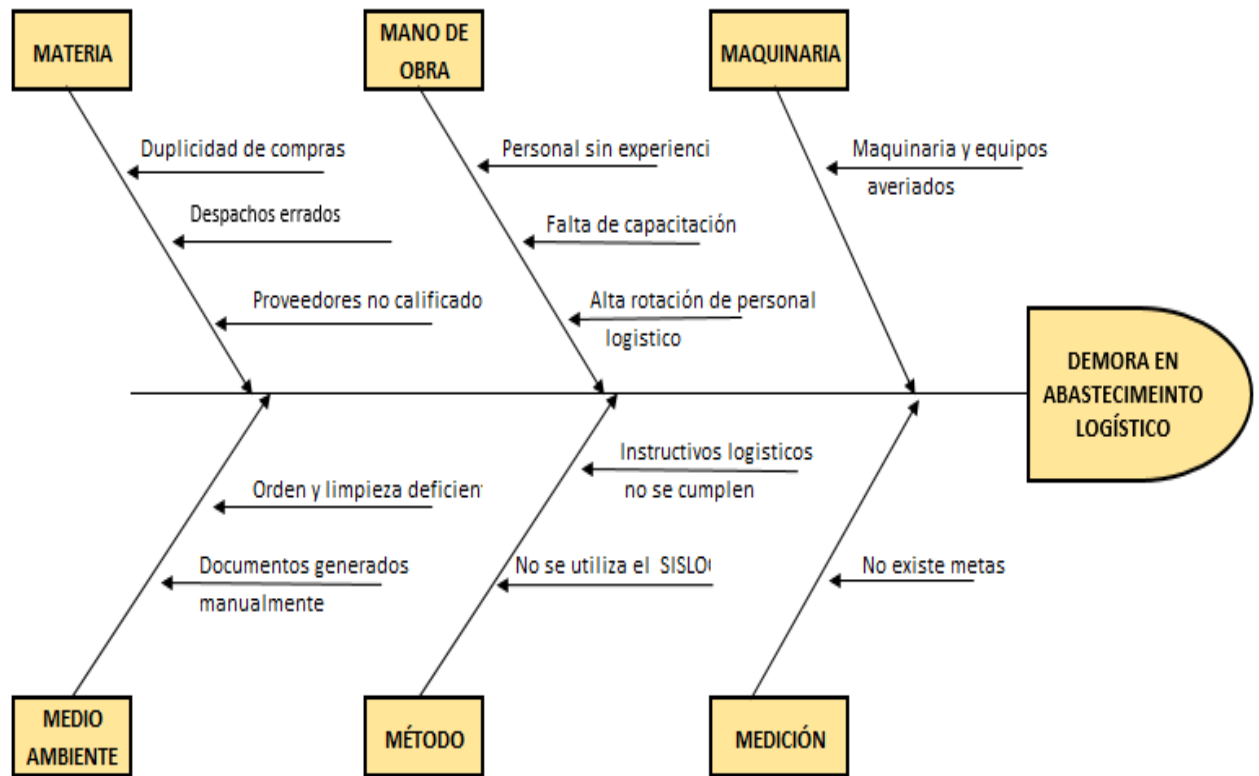 MATERIA
MANO DE
OBRA
MAQUINARIA
Duplicidad de compras
Despachos errados
Proveedores no calificado
Personal sin experienci
Falta de capacitación
Alta rotación de personal
logistico
Maquinaria y equipos
averiados
DEMORA EN
ABASTECIMEINTO
LOGÍSTICO
Orden y limpieza deficien
Documentos generados
manualmente
Instructivos logisticos
no se cumplen
No se utiliza el SISLO
No existe metas
MEDIO
AMBIENTE
MÉTODO
MEDICIÓN